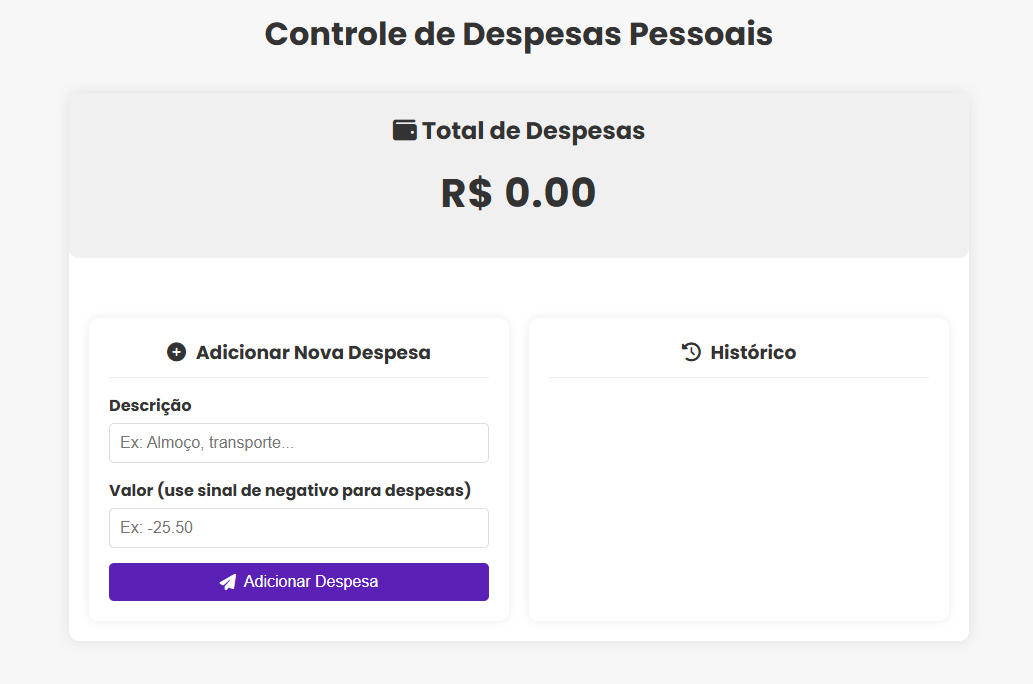 Controle de Despesas Pessoais
Total de Despesas
R$ 0.00
Adicionar Nova Despesa
Descrição
Ex: Almoço, transporte...
Valor (use sinal de negativo para despesas)
Ex: -25.50
Adicionar Despesa
Histórico